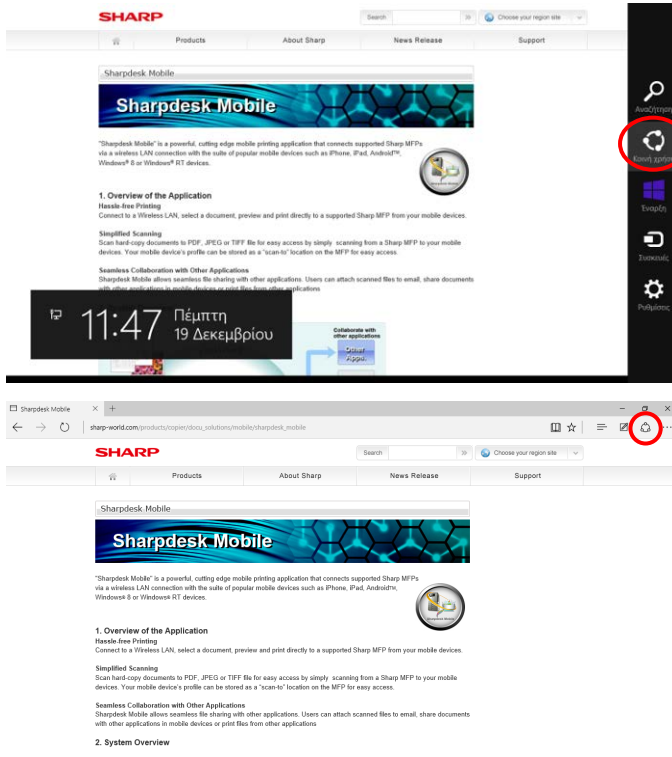 SHARP
Search
Choose your region site
Products
About Sharp
News Release
Support
Sharpdesk Mobile
Sharpdesk Mobile
"Sharpdesk Mobile" is a powerful, cutting edge mobile printing application that connects supported Sharp MFPs
via a wireless LAN connection with the suite of popular mobile devices such as iPhone, iPad, Android™,
Windows® 8 or Windows® RT devices.
1. Overview of the Application
Hassle-free Printing
Connect to a Wireless LAN, select a document, preview and print directly to a supported Sharp MFP from your mobile devices.
Simplified Scanning
Scan hard-copy documents to PDF, JPEG or TIFF file for easy access by simply scanning from a Sharp MFP to your mobile
devices. Your mobile device's profile can be stored as a "scan-to" location on the MFP for easy access.
Seamless Collaboration with Other Applications
Sharpdesk Mobile allows seamless file sharing with other applications. Users can attach scanned files to email, share documents
with other applications in mobile devices or print files from other applications
11:47
Πέμπτη
19 Δεκεμβρίου
Collaborate with
other applications
Other
Appd.
Αναζήτηση
Κοινή χρήση
Έναρξη
Συσκευές
Ρυθμίσεις
Sharpdesk Mobile
sharp-world.com/products/copier/docu_solutions/mobile/sharpdesk_mobile
SHARP
Search
Choose your region site
Products
About Sharp
News Release
Support
Sharpdesk Mobile
Sharpdesk Mobile
"Sharpdesk Mobile" is a powerful, cutting edge mobile printing application that connects supported Sharp MFPs
via a wireless LAN connection with the suite of popular mobile devices such as iPhone, iPad, Android™,
Windows® 8 or Windows® RT devices.
1. Overview of the Application
Hassle-free Printing
Connect to a Wireless LAN, select a document, preview and print directly to a supported Sharp MFP from your mobile devices.
Simplified Scanning
Scan hard-copy documents to PDF, JPEG or TIFF file for easy access by simply scanning from a Sharp MFP to your mobile
devices. Your mobile device's profile can be stored as a "scan-to" location on the MFP for easy access.
Seamless Collaboration with Other Applications
Sharpdesk Mobile allows seamless file sharing with other applications. Users can attach scanned files to email, share documents
with other applications in mobile devices or print files from other applications
2. System Overview